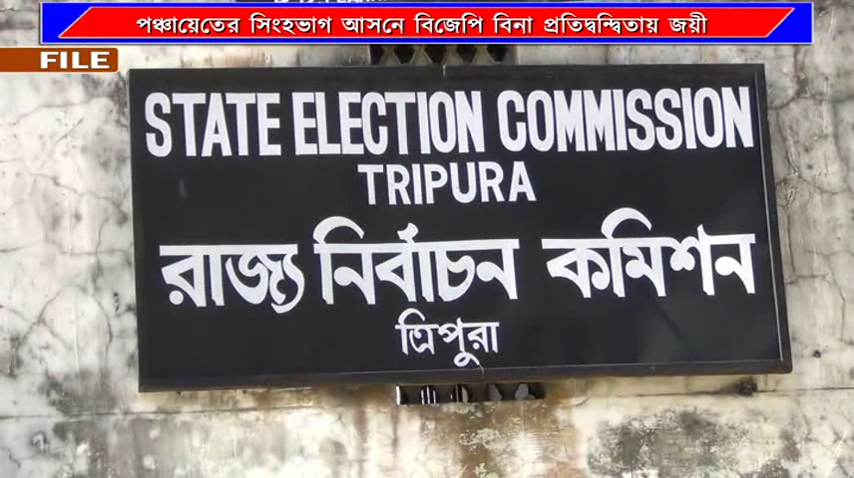 পঞ্চায়েতের সিংহভাগ আসনে বিজেপি বিনা প্রতিদ্বন্দ্বিতায় জয়ী
FILE
STATE ELECTION COMMISSION
TRIPURA
রাজ্য নির্বাচন কমিশন
ত্রিপুরা